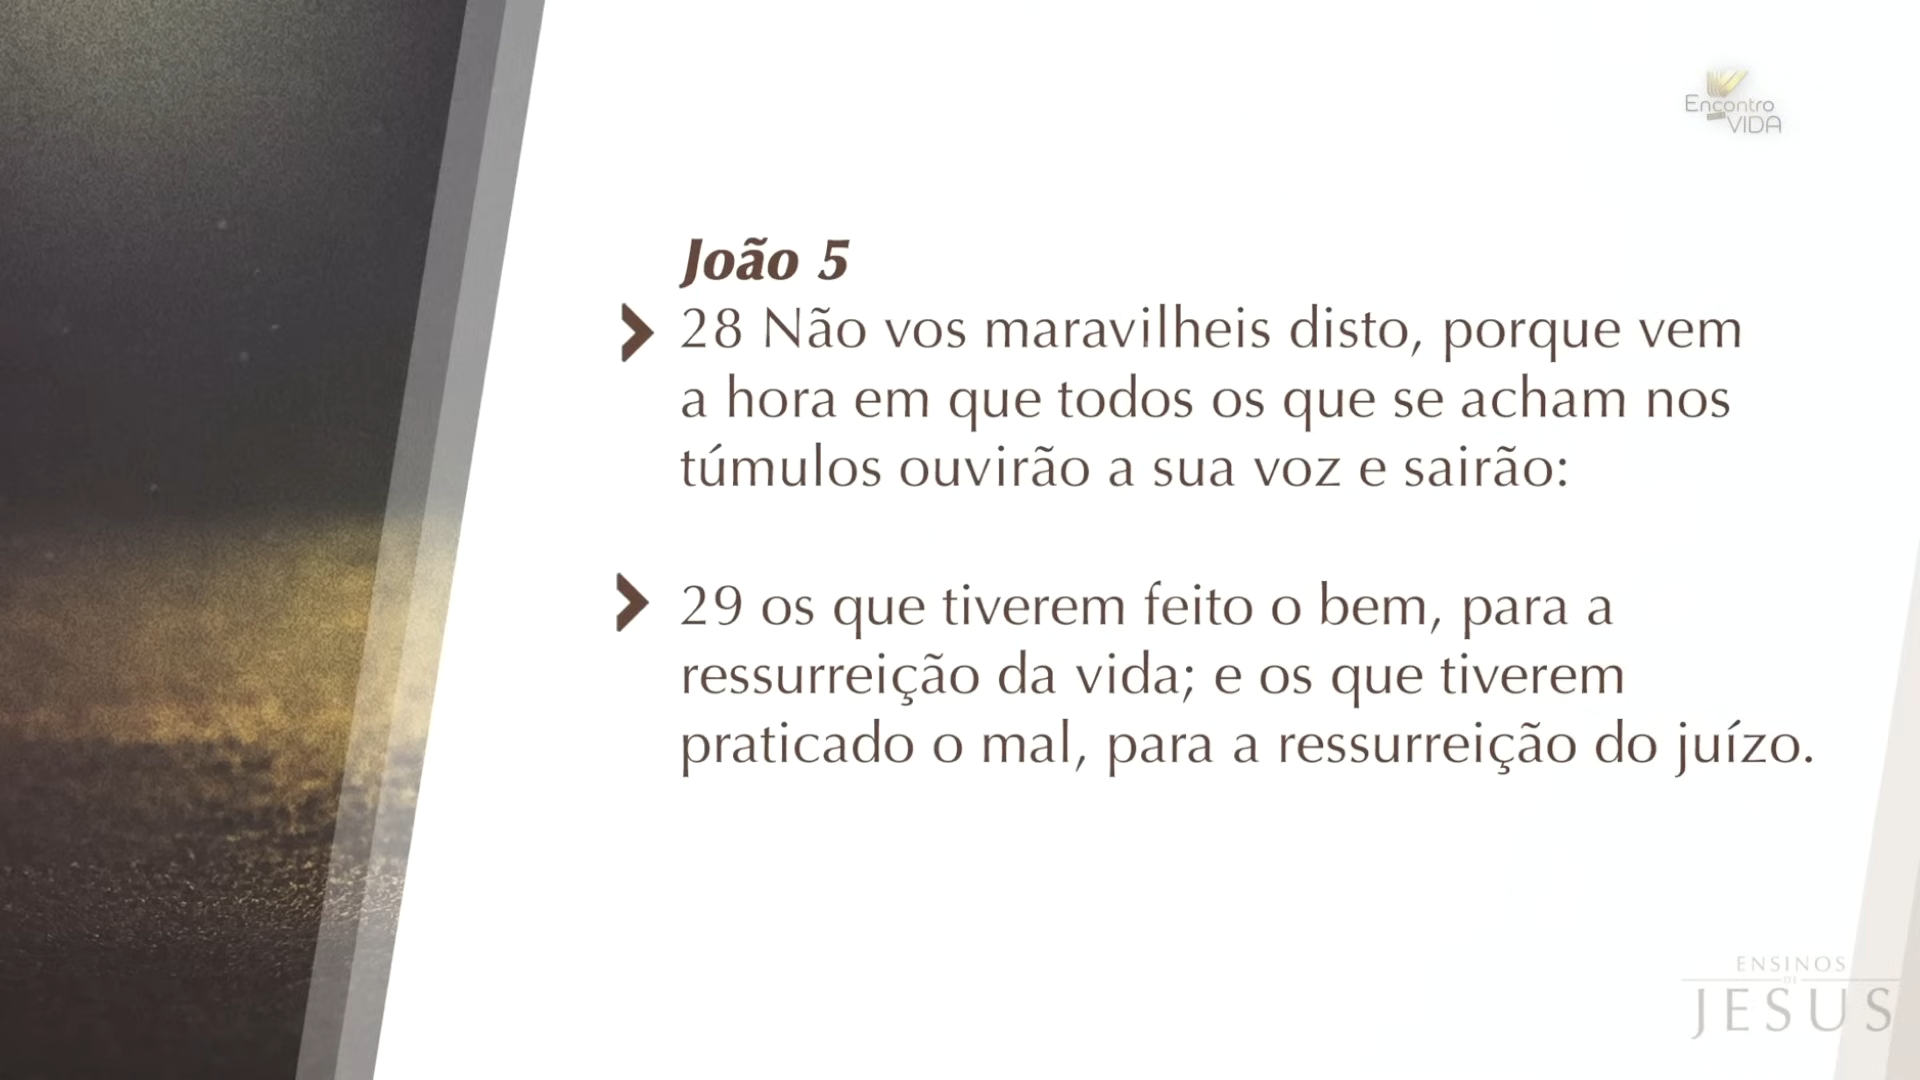 Encontro
VIDA
João 5
28 Não vos maravilheis disto, porque vem
a hora em que todos os que se acham nos
túmulos ouvirão a sua voz e sairão:
29 os que tiverem feito o bem, para a
ressurreição da vida; e os que tiverem
praticado o mal, para a ressurreição do juízo.
ENSINOS
DE
JESUS